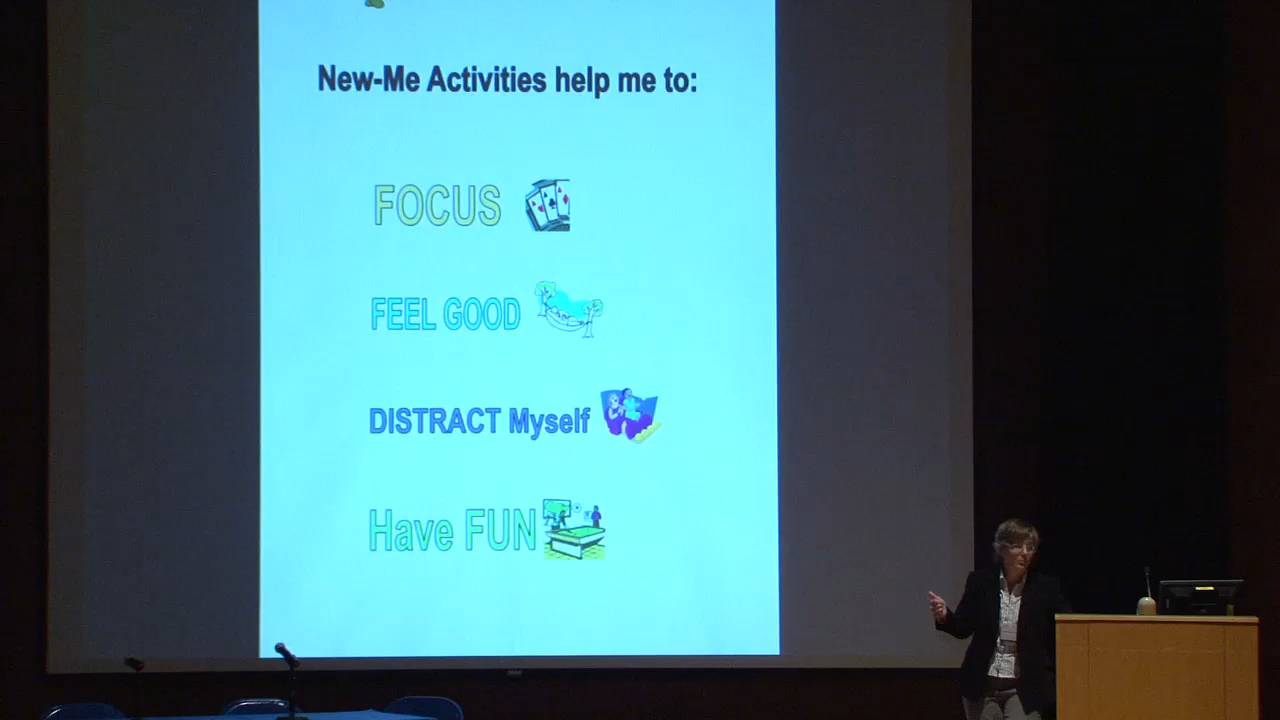 New-Me Activities help me to:
FOCUS
FEEL GOOD
DISTRACT Myself
Have FUN